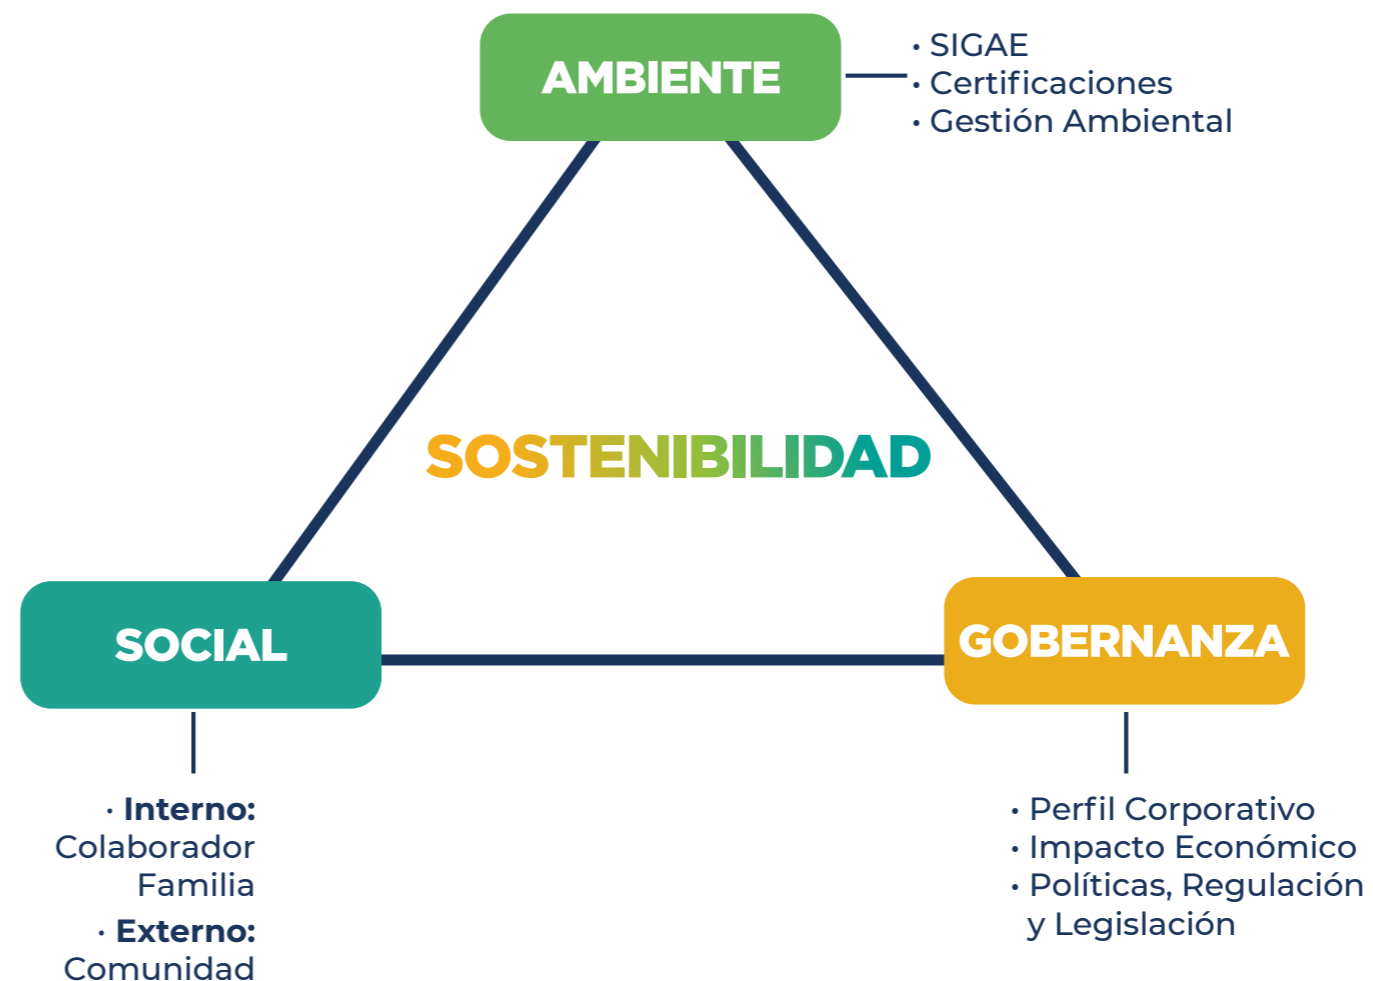 AMBIENTE
• SIGAE
• Certificaciones
• Gestión Ambiental
SOSTENIBILIDAD
SOCIAL
GOBERNANZA
• Interno:
Colaborador
Familia
• Externo:
Comunidad
• Perfil Corporativo
• Impacto Económico
• Políticas, Regulación
y Legislación